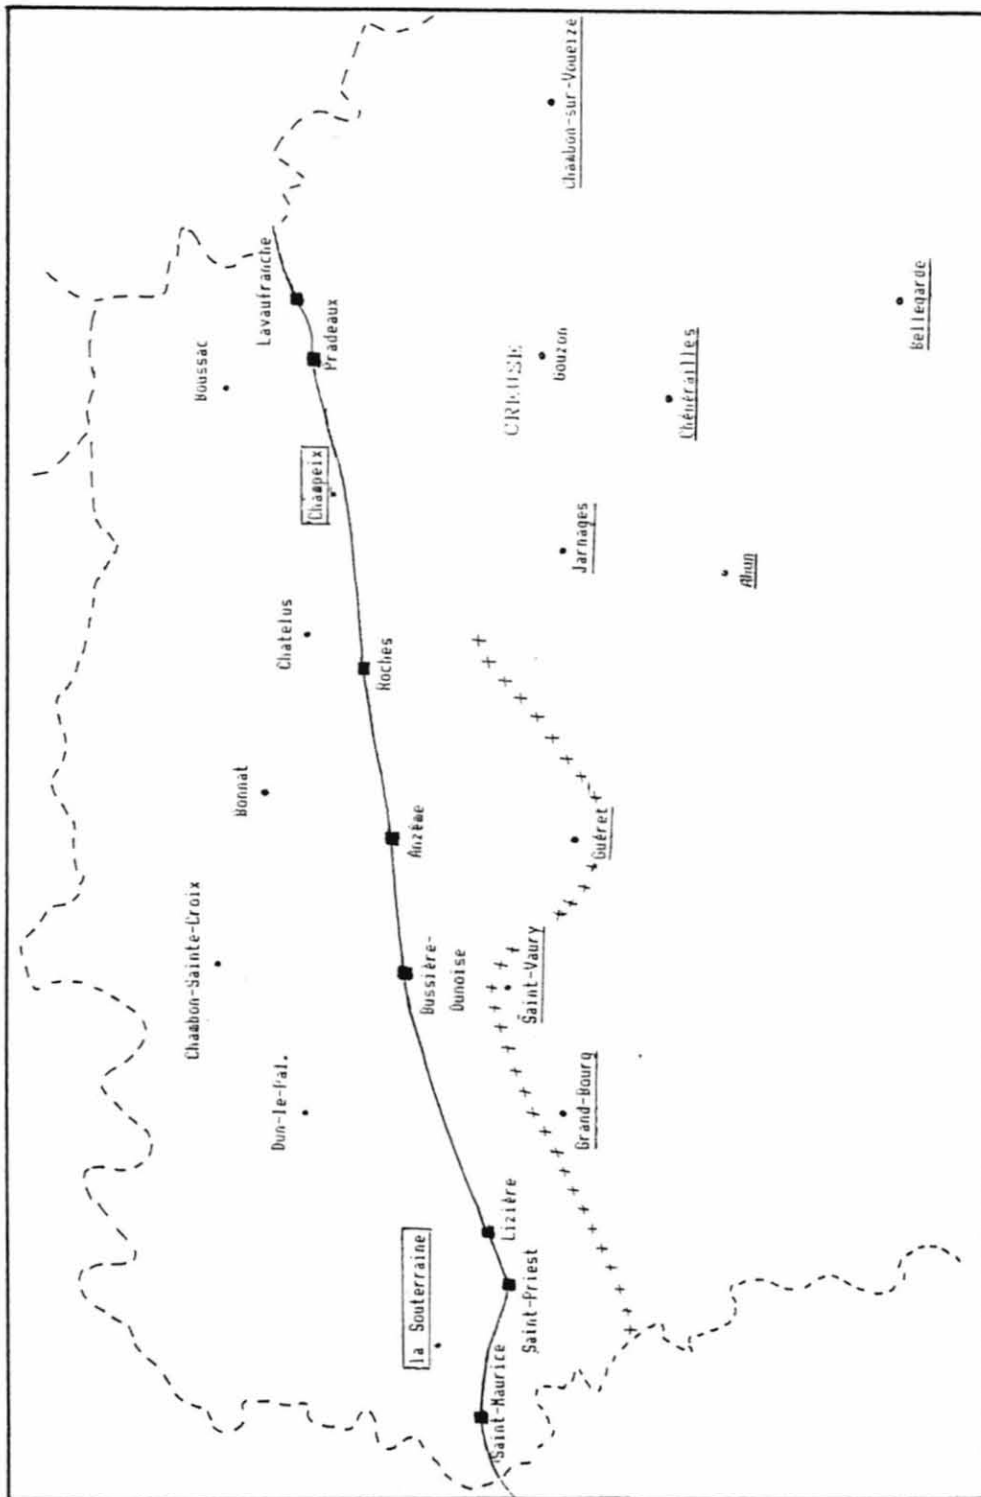 Chambon-sur-Voueize
Lavaufranche
Pradeaux
Boussac
Bellegarde
CREUSE
Gouzon
Chénérailles
Champeix
Jarnages
Ahun
Chatelus
Roches
Bonnat
Anzême
Guéret
Chambon-Sainte-Croix
Bussière-
Dunoise
Saint-Vaury
Dun-le-Pal.
Grand-Bourg
Lizière
la Souterraine
Saint-Priest
Saint-Maurice